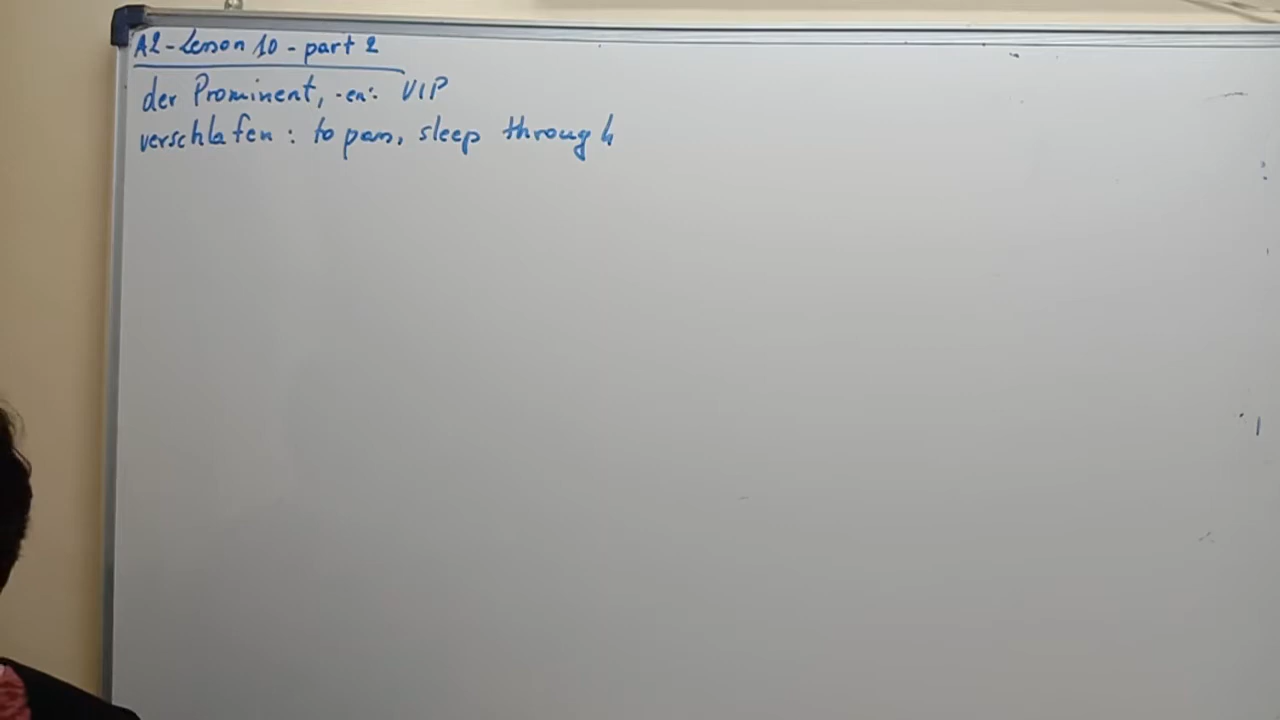 A2-Lesson 10 - part 2
der Prominent, -en: VIP
verschlafen: to pass, sleep through